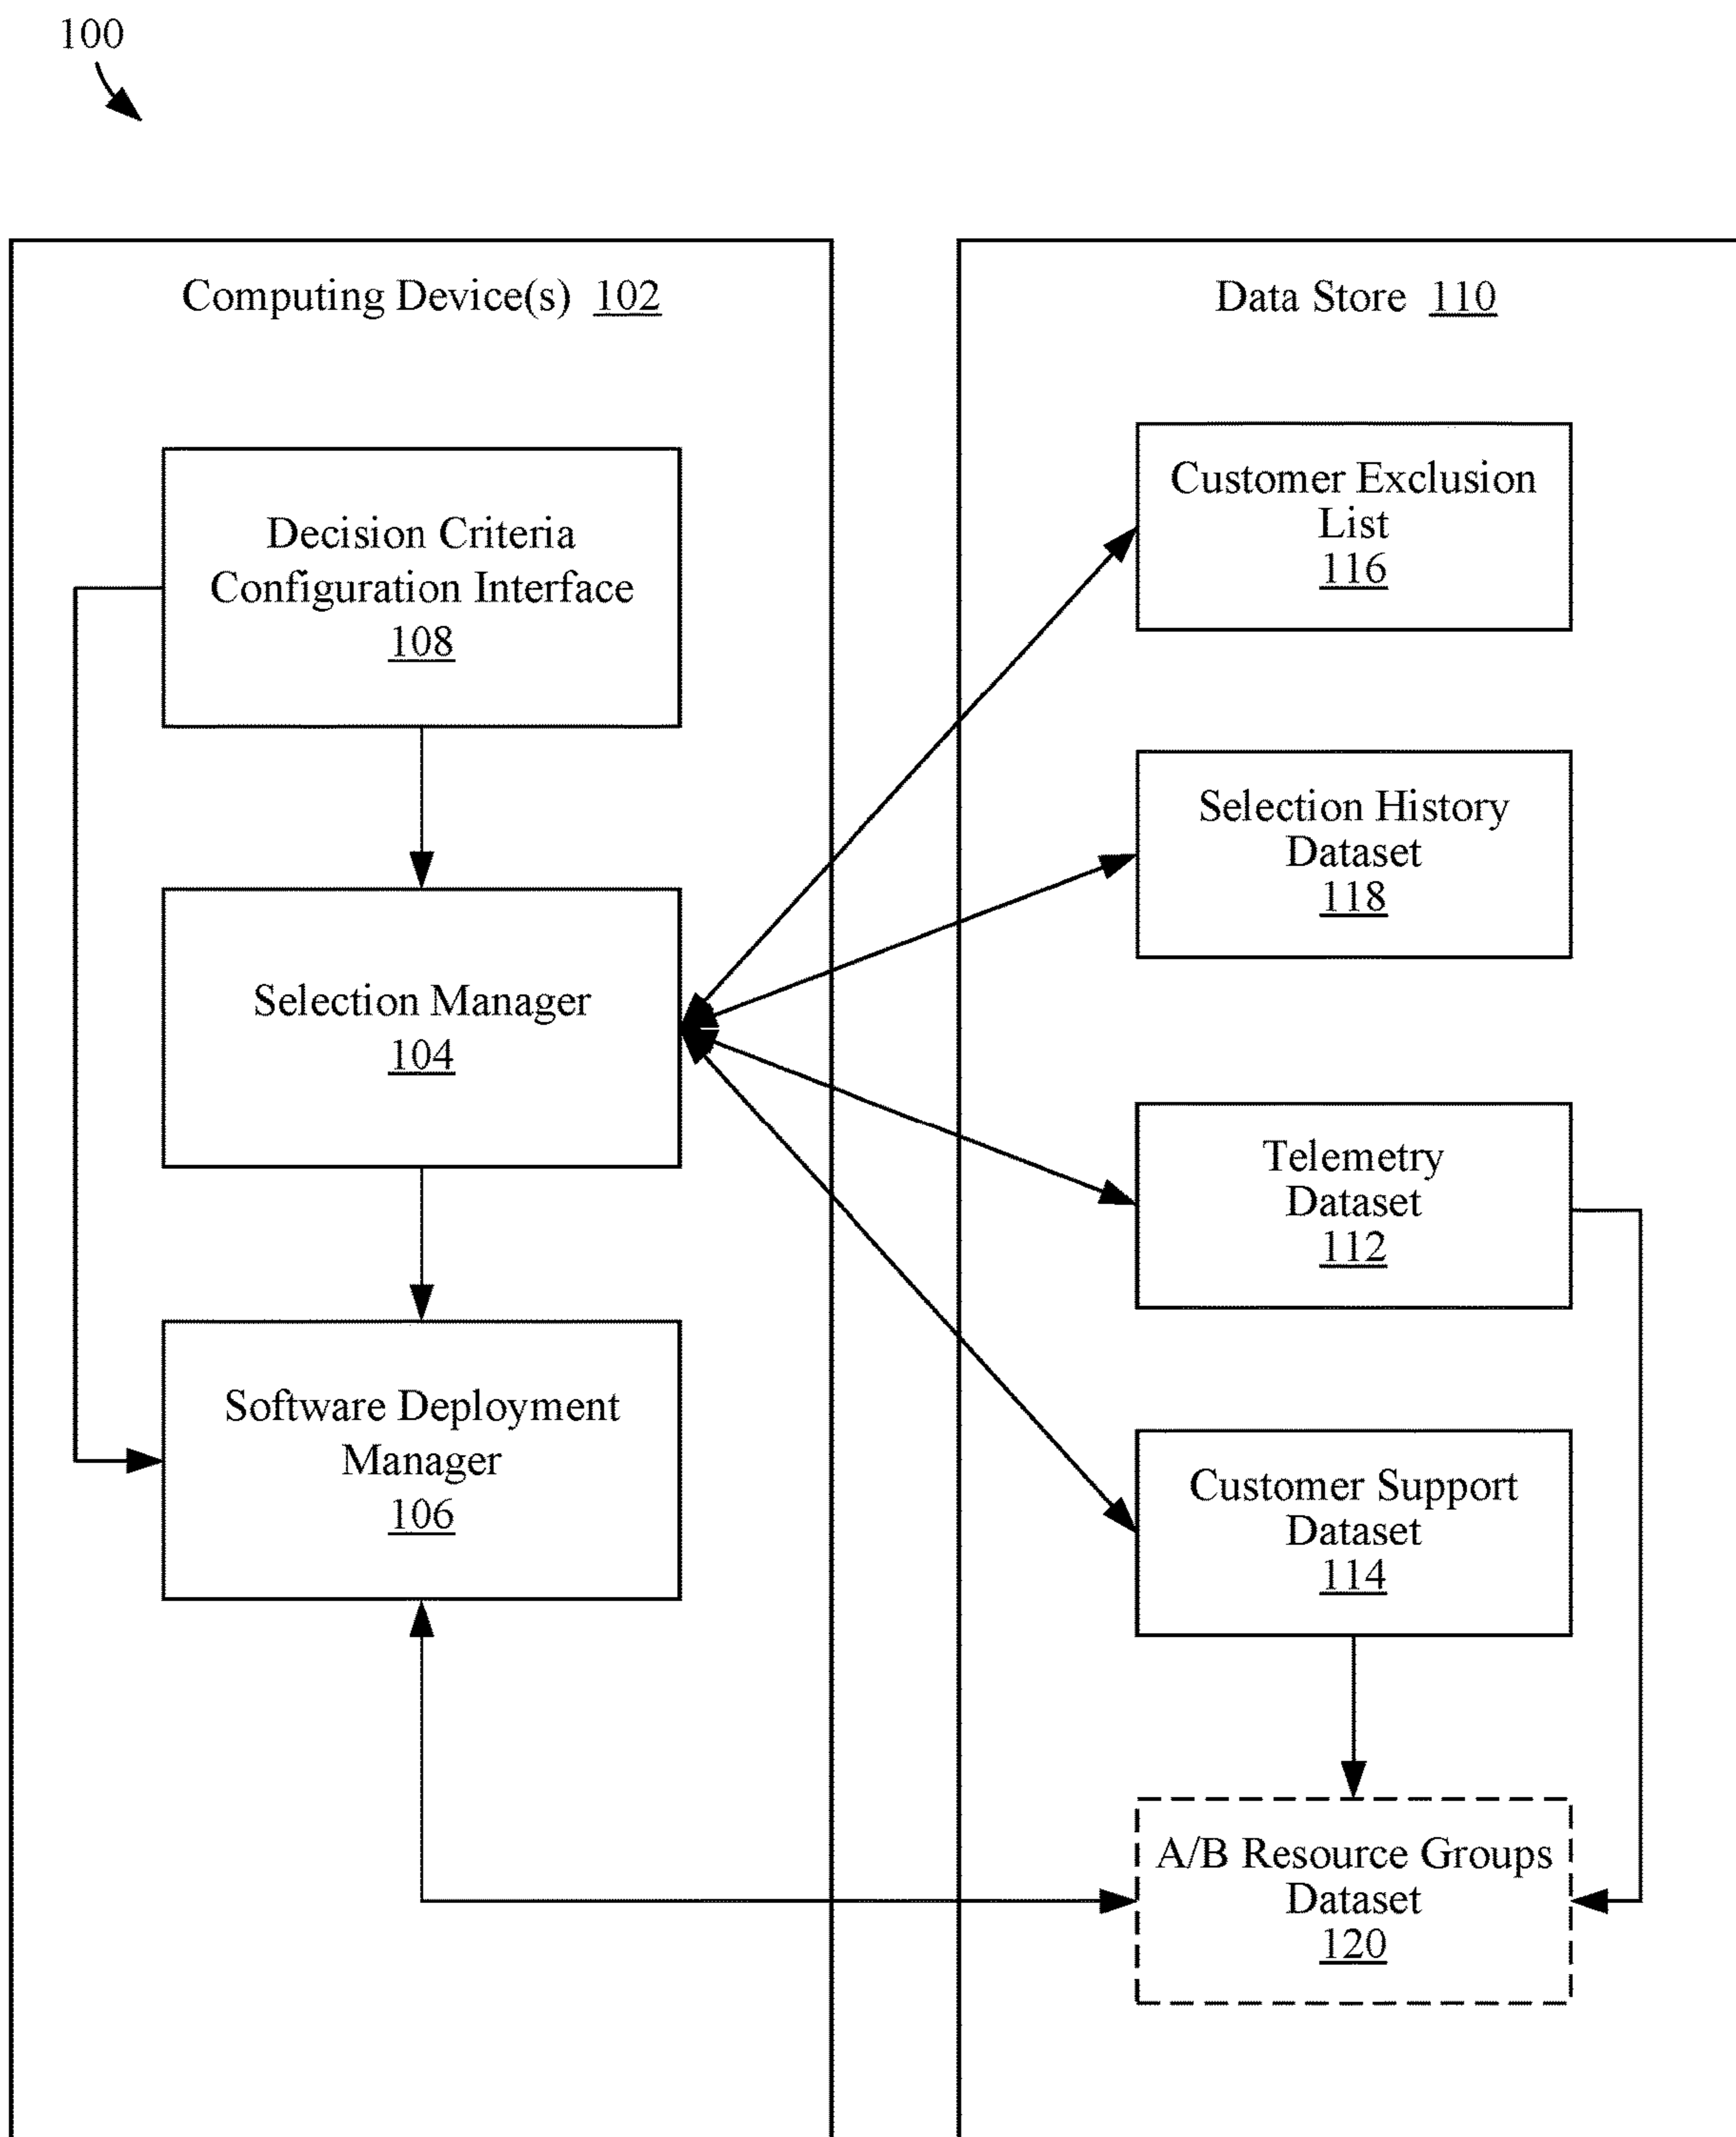 100
Computing Device(s) 102
Decision Criteria
Configuration Interface
108
Selection Manager
104
Software Deployment
Manager
106
Data Store 110
Customer Exclusion
List
116
Selection History
Dataset
118
Telemetry
Dataset
112
Customer Support
Dataset
114
A/B Resource Groups
Dataset
120